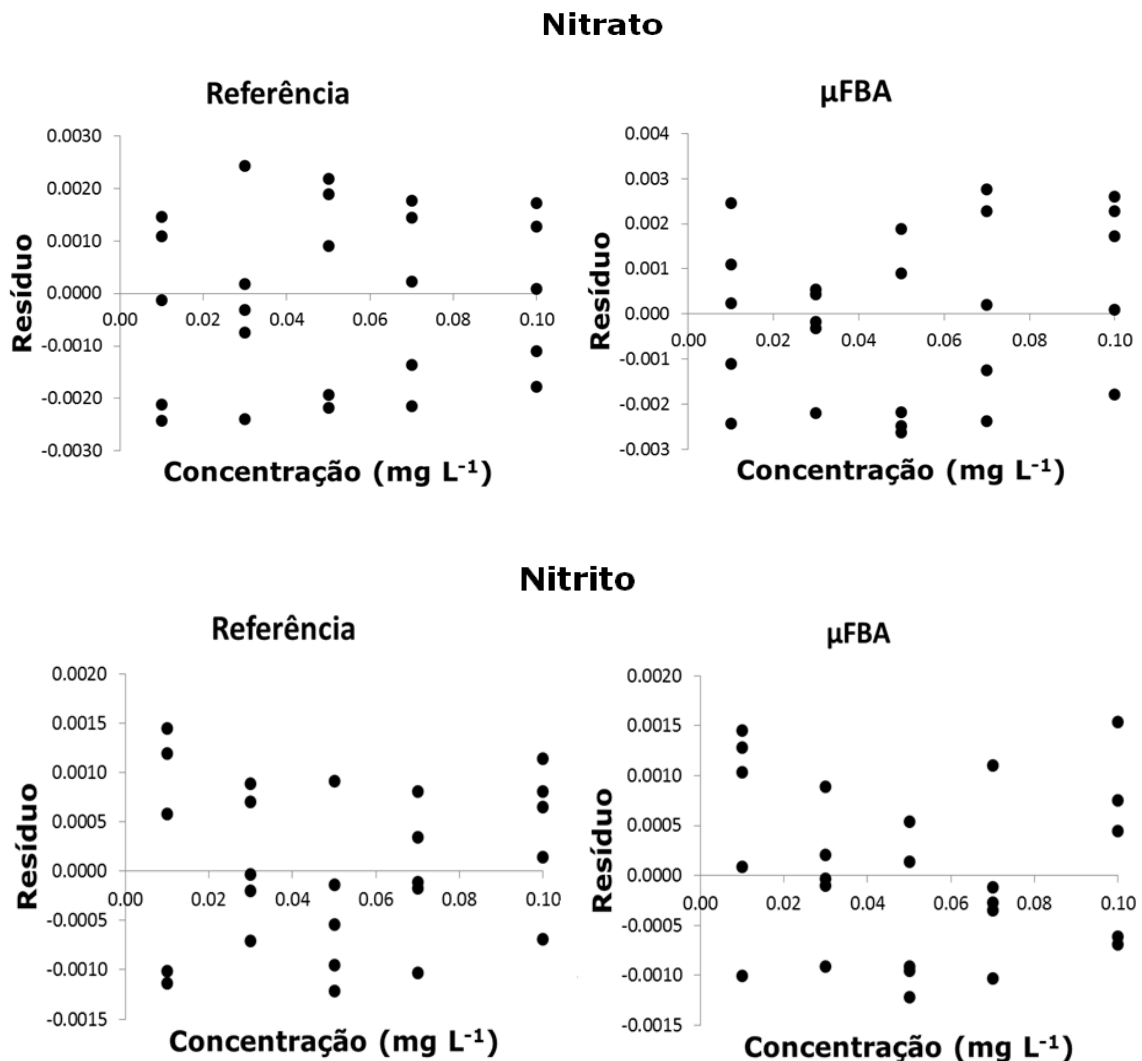 Nitrato
Referência
0.0030
0.0020
0.0010
0.0000
-0.0010
-0.0020
-0.0030
0.00 0.02 0.04 0.06 0.08 0.10
Resíduo
Concentração (mg L⁻¹)
µFBA
0.004
0.003
0.002
0.001
0.000
-0.001
-0.002
-0.003
0.00 0.02 0.04 0.06 0.08 0.10
Resíduo
Concentração (mg L⁻¹)
Nitrito
Referência
0.0020
0.0015
0.0010
0.0005
0.0000
-0.0005
-0.0010
-0.0015
0.00 0.02 0.04 0.06 0.08 0.10
Resíduo
Concentração (mg L⁻¹)
µFBA
0.0020
0.0015
0.0010
0.0005
0.0000
-0.0005
-0.0010
-0.0015
0.00 0.02 0.04 0.06 0.08 0.10
Resíduo
Concentração (mg L⁻¹)